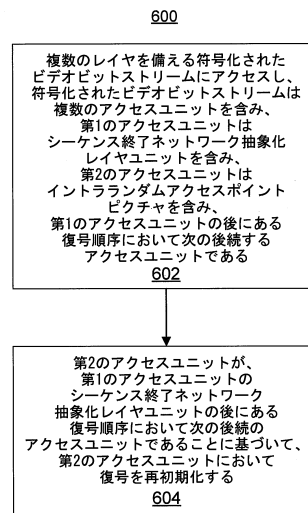 600
複数のレイヤを備える符号化された
ビデオビットストリームにアクセスし、
符号化されたビデオビットストリームは
複数のアクセスユニットを含み、
第1のアクセスユニットは
シーケンス終了ネットワーク抽象化
レイヤユニットを含み、
第2のアクセスユニットは
イントラランダムアクセスポイント
ピクチャを含み、
第1のアクセスユニットの後にある
復号順序において次の後続する
アクセスユニットである
602
第2のアクセスユニットが、
第1のアクセスユニットの
シーケンス終了ネットワーク
抽象化レイヤユニットの後にある
復号順序において次の後続の
アクセスユニットであることに基づいて、
第2のアクセスユニットにおいて
復号を再初期化する
604